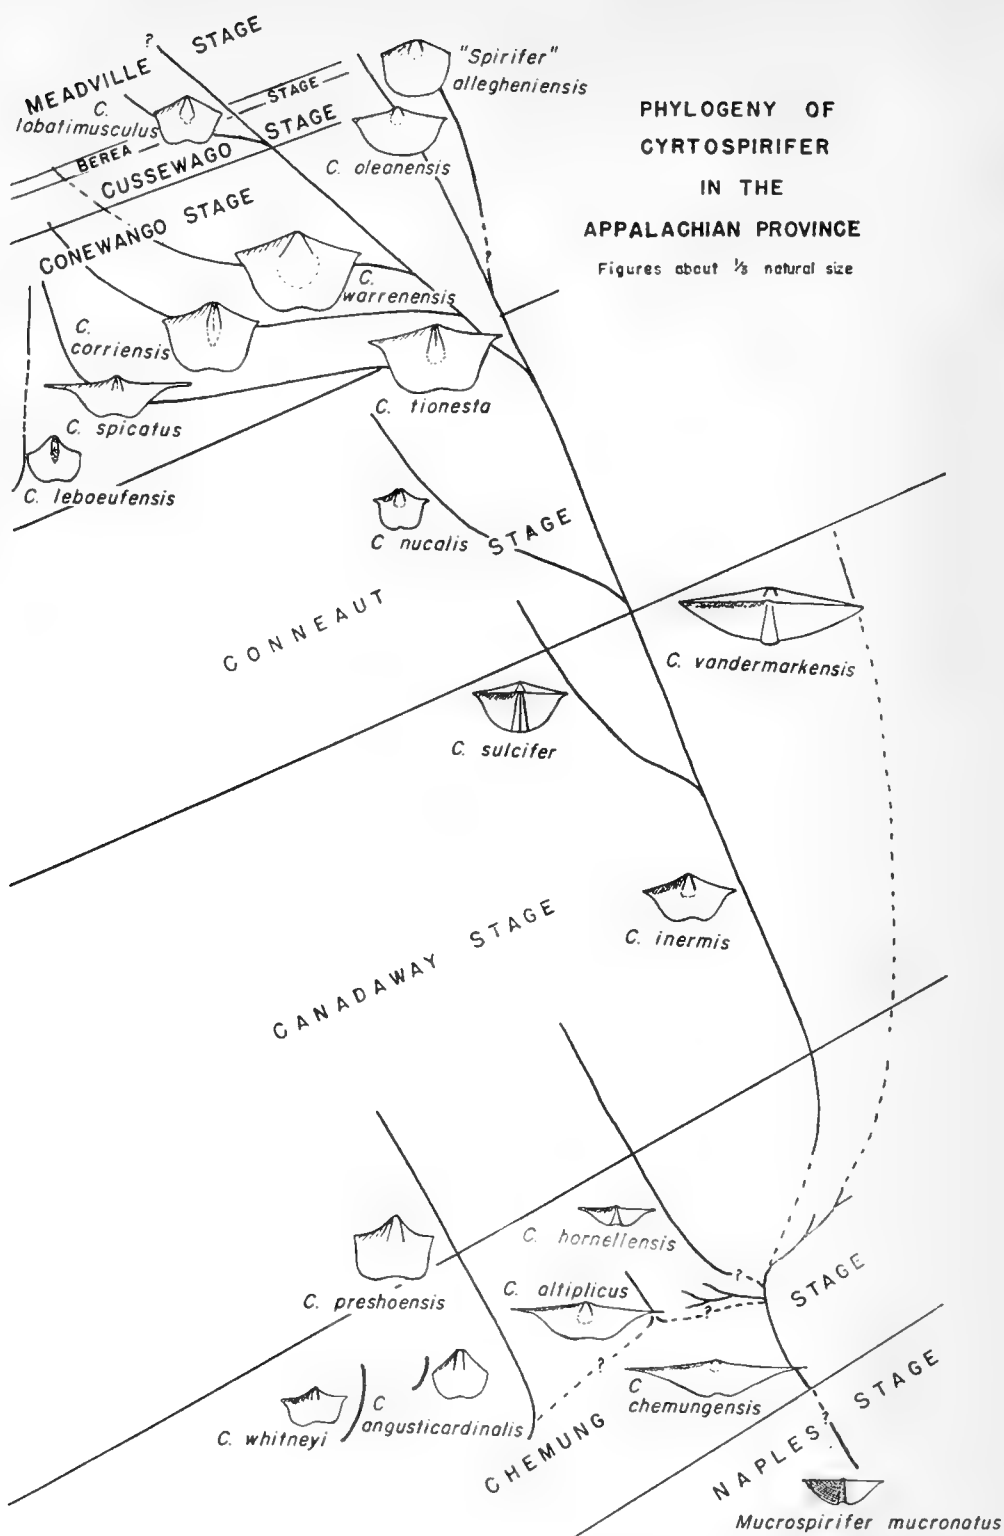 PHYLOGENY OF
CYRTOSPIRIFER
IN THE
APPALACHIAN PROVINCE
Figures about ⅓ natural size
?
MEADVILLE STAGE
"Spirifer"
allegheniensis
C.
lobatimusculus
BEREA STAGE
CUSSEWAGO STAGE
C. oleanensis
CONEWANGO STAGE
?
C.
warrenensis
C.
corriensis
C. tionesta
C. spicatus
C. leboeufensis
C nucalis
CONNEAUT STAGE
C. vandermarkensis
C. sulcifer
C. inermis
CANADAWAY STAGE
C. hornellensis
?
C. altiplicus
?
C. preshoensis
?
C
chemungensis
C
angusticardinalis
C. whitneyi
CHEMUNG STAGE
?
NAPLES STAGE
Mucrospirifer mucronatus